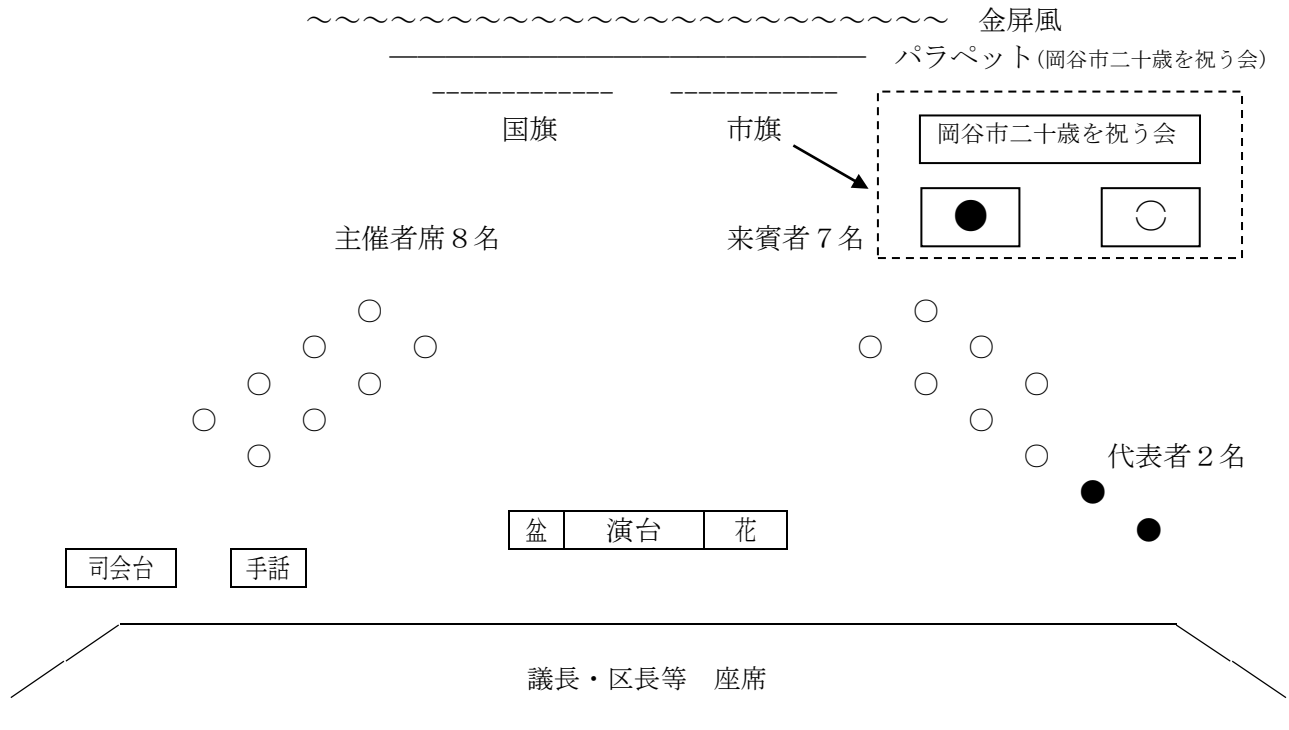 金屏風
パラペット(岡谷市二十歳を祝う会)
国旗 市旗
岡谷市二十歳を祝う会
主催者席８名 来賓者７名
代表者２名
盆 演台 花
司会台 手話
議長・区長等 座席